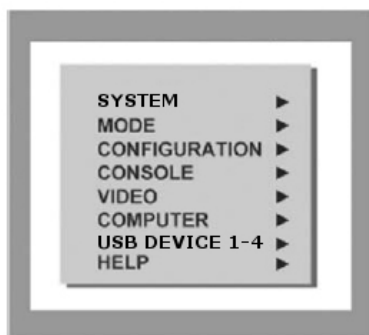 SYSTEM
MODE
CONFIGURATION
CONSOLE
VIDEO
COMPUTER
USB DEVICE 1-4
HELP